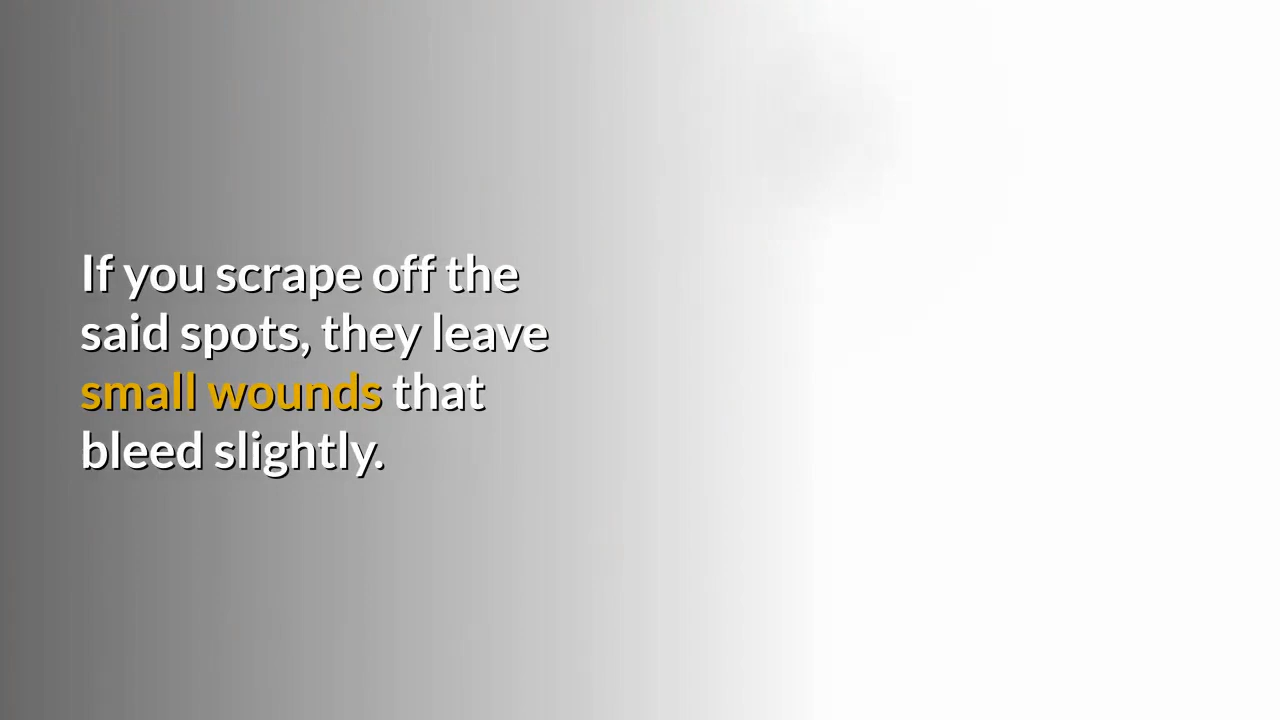 If you scrape off the
said spots, they leave
small wounds that
bleed slightly.